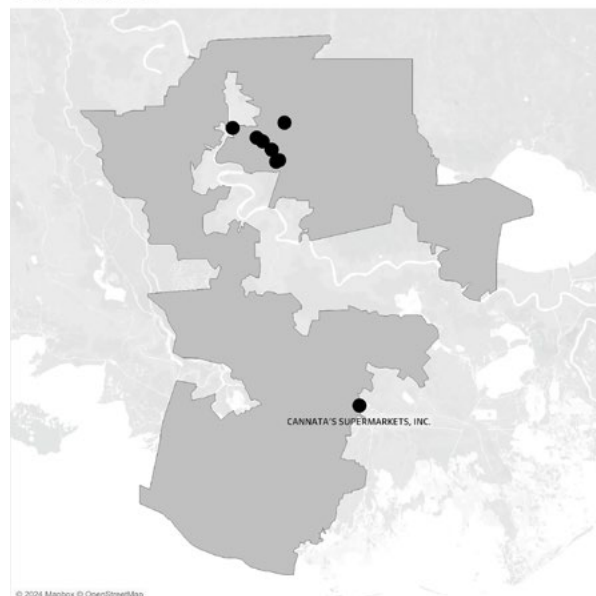 CANNATA'S SUPERMARKETS, INC.
© 2024 Mapbox © OpenStreetMap